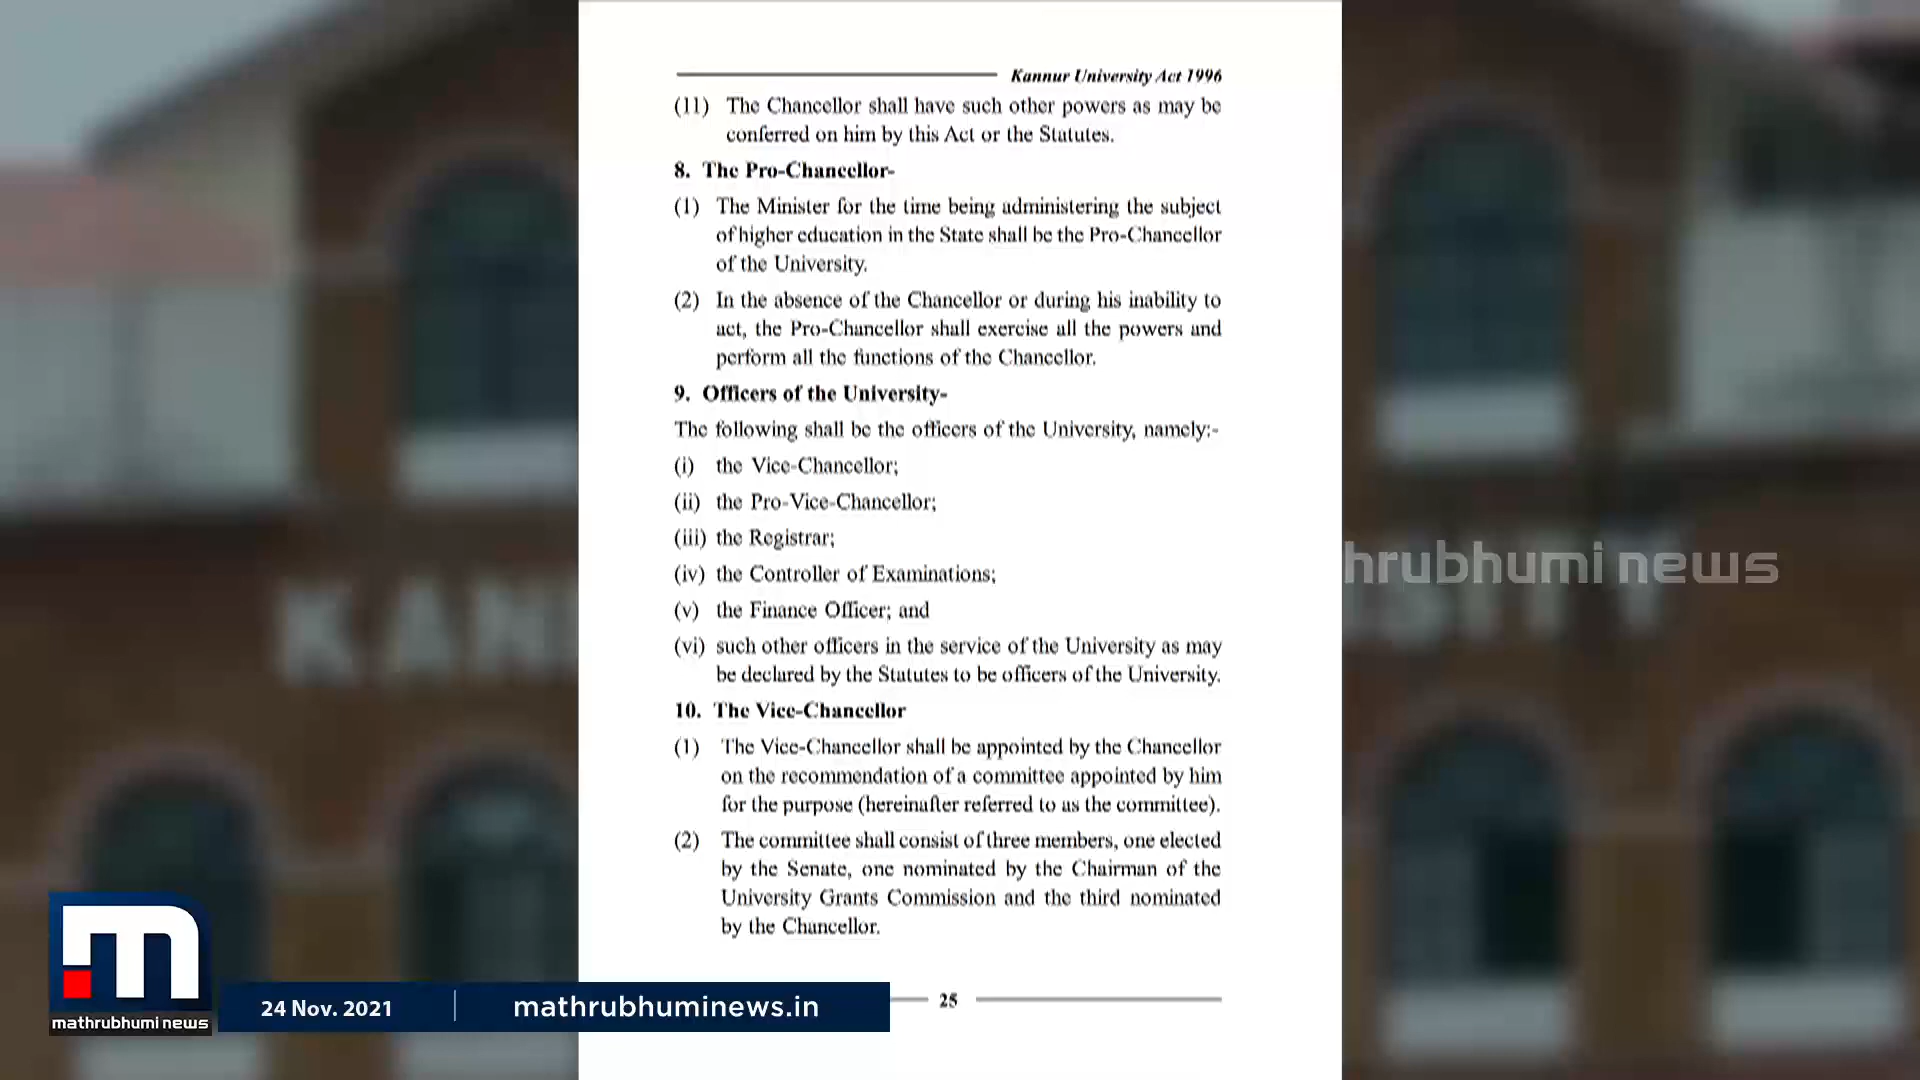 Kannur University Act 1996
(11) The Chancellor shall have such other powers as may be
conferred on him by this Act or the Statutes.
8. The Pro-Chancellor-
(1) The Minister for the time being administering the subject
of higher education in the State shall be the Pro-Chancellor
of the University.
(2) In the absence of the Chancellor or during his inability to
act, the Pro-Chancellor shall exercise all the powers and
perform all the functions of the Chancellor.
9. Officers of the University-
The following shall be the officers of the University, namely:-
(i) the Vice-Chancellor;
(ii) the Pro-Vice-Chancellor;
(iii) the Registrar;
(iv) the Controller of Examinations;
(v) the Finance Officer; and
(vi) such other officers in the service of the University as may
be declared by the Statutes to be officers of the University.
10. The Vice-Chancellor
(1) The Vice-Chancellor shall be appointed by the Chancellor
on the recommendation of a committee appointed by him
for the purpose (hereinafter referred to as the committee).
(2) The committee shall consist of three members, one elected
by the Senate, one nominated by the Chairman of the
University Grants Commission and the third nominated
by the Chancellor.
25
KANN
SITY
hrubhumi news
mathrubhumi news
24 Nov. 2021
mathrubhuminews.in